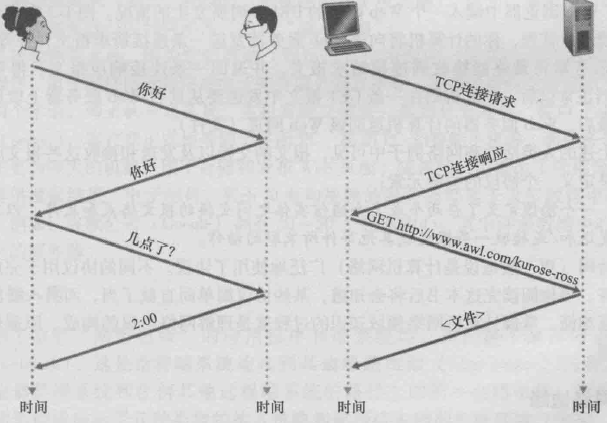 你好
你好
几点了?
2:00
时间
时间
TCP连接请求
TCP连接响应
GET http://www.awl.com/kurose-ross
<文件>
时间
时间